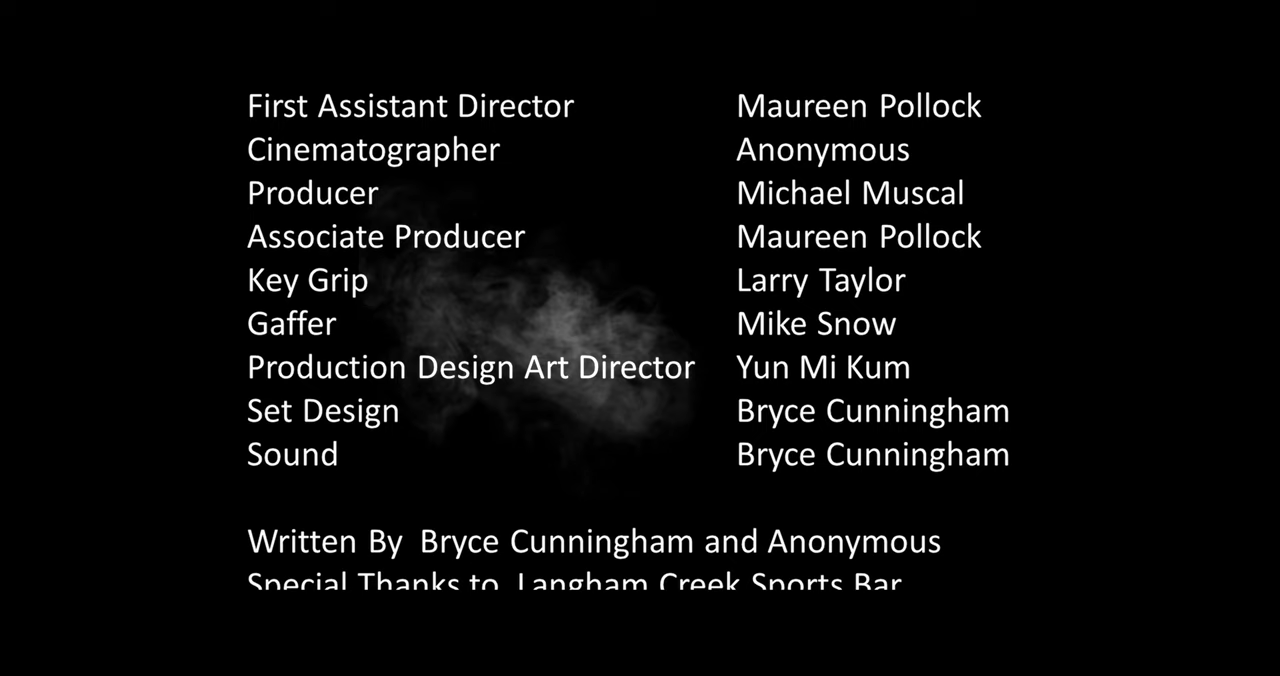 First Assistant Director Maureen Pollock
Cinematographer Anonymous
Producer Michael Muscal
Associate Producer Maureen Pollock
Key Grip Larry Taylor
Gaffer Mike Snow
Production Design Art Director Yun Mi Kum
Set Design Bryce Cunningham
Sound Bryce Cunningham
Written By Bryce Cunningham and Anonymous
Special Thanks to Langham Creek Sports Bar